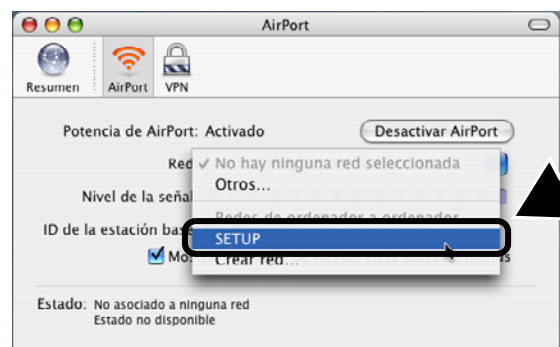 AirPort
Resumen AirPort VPN
Potencia de AirPort: Activado Desactivar AirPort
Red ✓ No hay ninguna red seleccionada
Otros...
Nivel de la señal
Redes de ordenador a ordenador
ID de la estación base
SETUP
Crear red...
Estado: No asociado a ninguna red
Estado no disponible